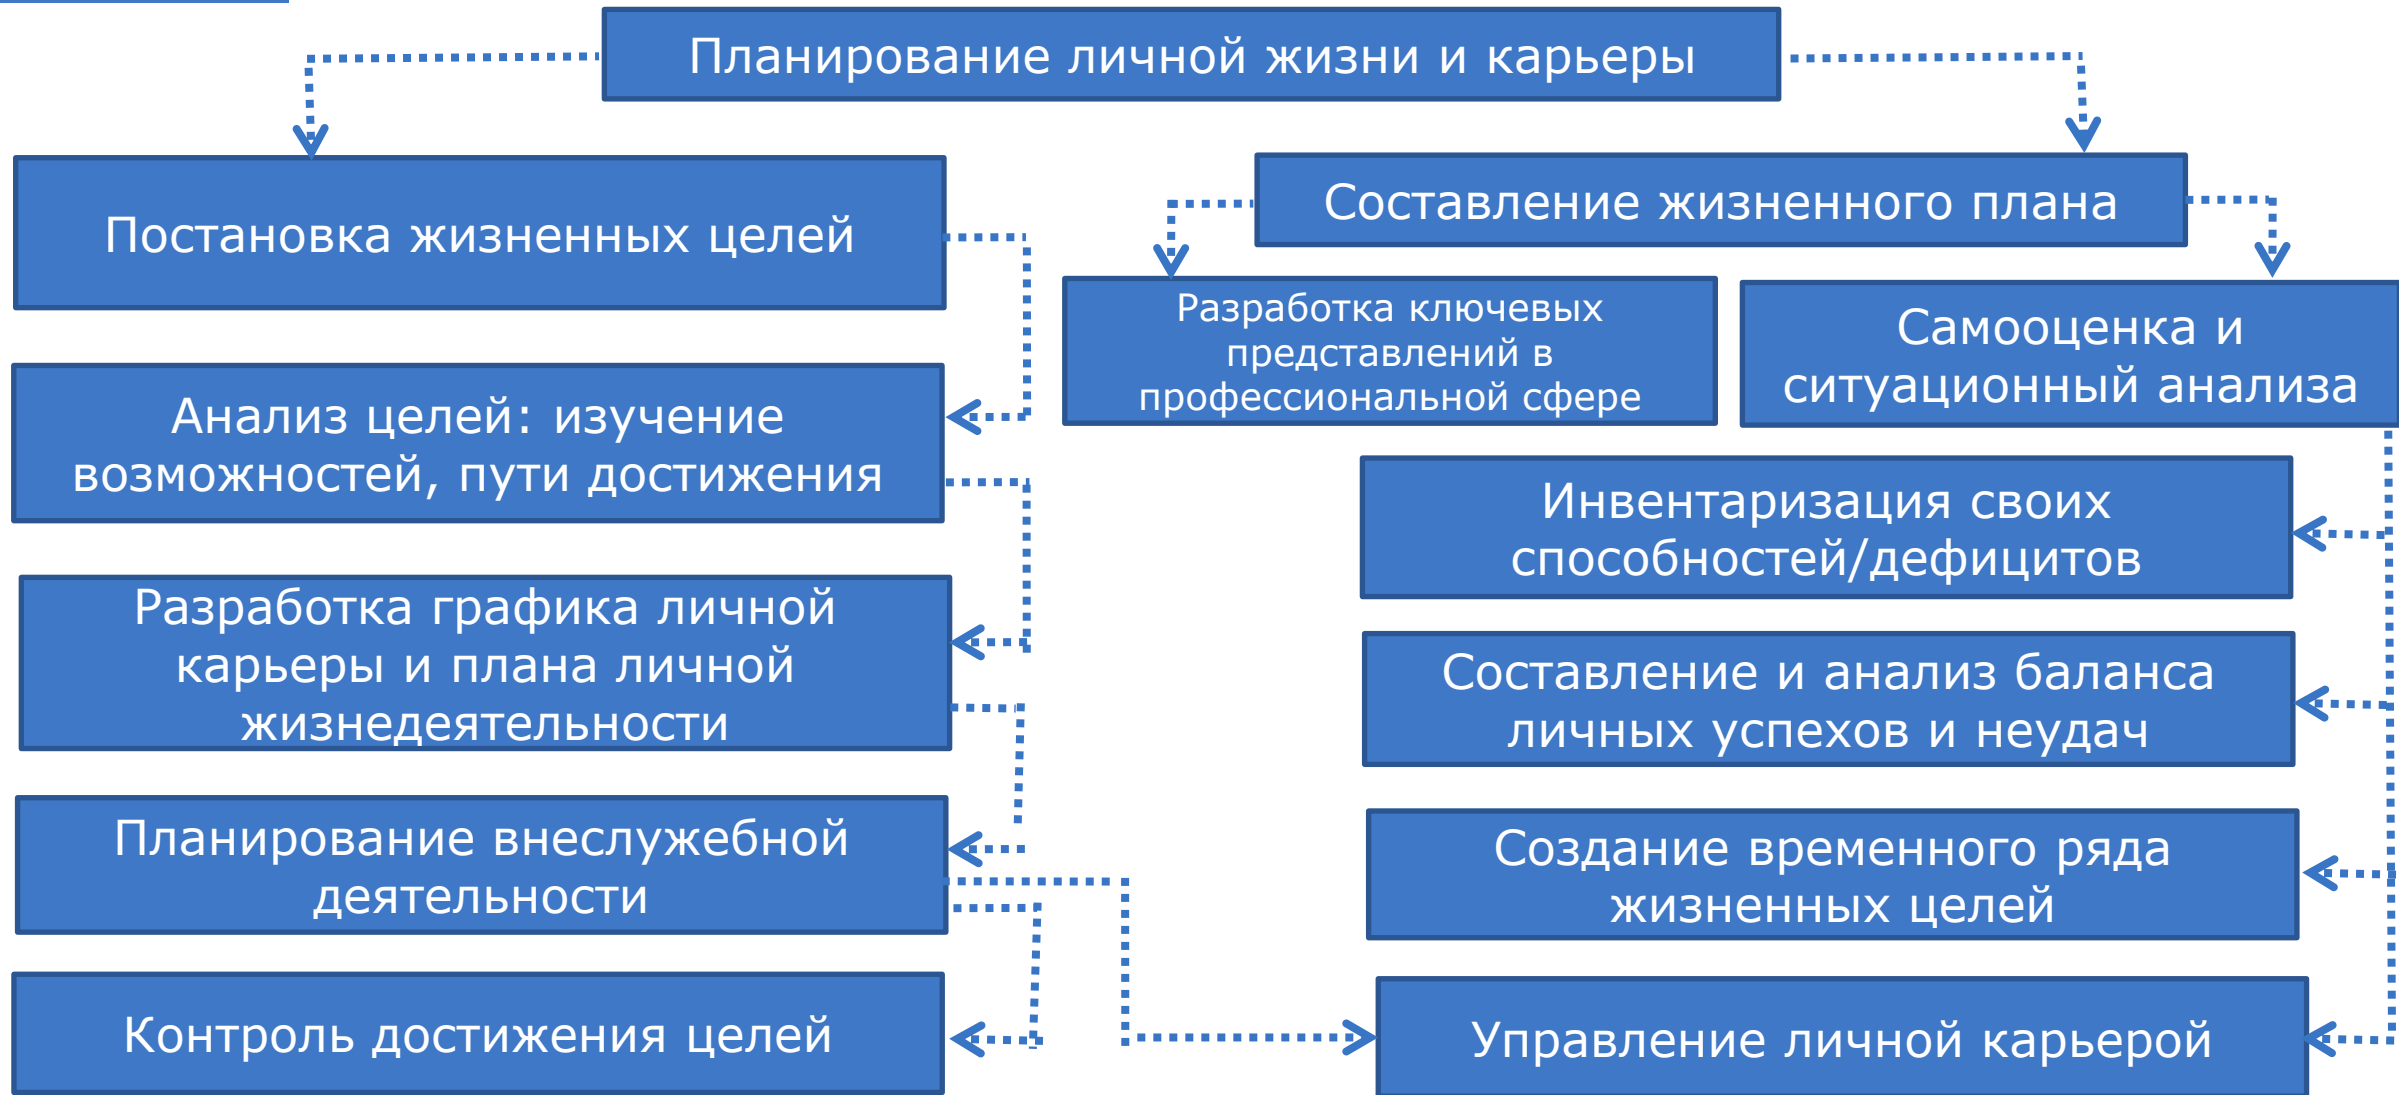 Планирование личной жизни и карьеры
Постановка жизненных целей
Составление жизненного плана
Разработка ключевых
представлений в
профессиональной сфере
Самооценка и
ситуационный анализа
Анализ целей: изучение
возможностей, пути достижения
Инвентаризация своих
способностей/дефицитов
Разработка графика личной
карьеры и плана личной
жизнедеятельности
Составление и анализ баланса
личных успехов и неудач
Планирование внеслужебной
деятельности
Создание временного ряда
жизненных целей
Контроль достижения целей
Управление личной карьерой